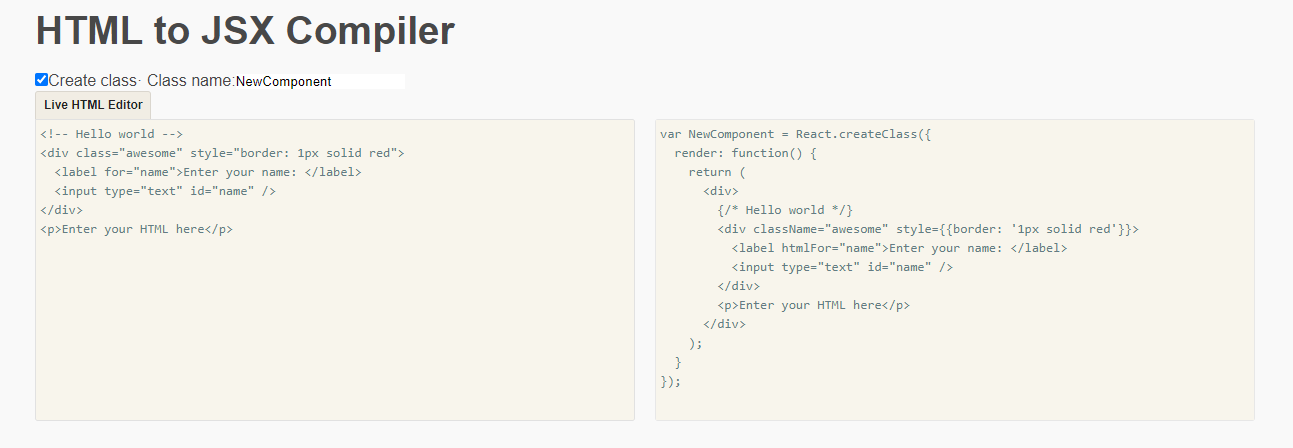 HTML to JSX Compiler
Create class· Class name:NewComponent
Live HTML Editor
<!-- Hello world -->
<div class="awesome" style="border: 1px solid red">
  <label for="name">Enter your name: </label>
  <input type="text" id="name" />
</div>
<p>Enter your HTML here</p>
var NewComponent = React.createClass({
  render: function() {
    return (
      <div>
        {/* Hello world */}
        <div className="awesome" style={{border: '1px solid red'}}>
          <label htmlFor="name">Enter your name: </label>
          <input type="text" id="name" />
        </div>
        <p>Enter your HTML here</p>
      </div>
    );
  }
});